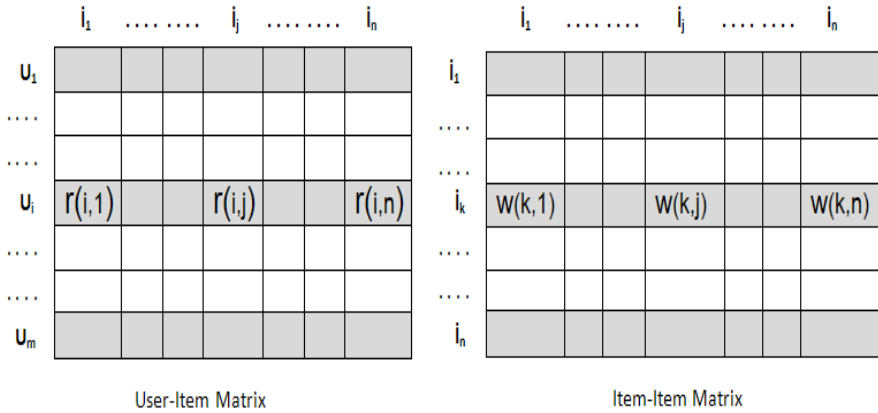 i₁ .... .... iⱼ .... .... iₙ
u₁
....
....
uᵢ r(i,1) r(i,j) r(i,n)
....
....
uₘ
User-Item Matrix
i₁ .... .... iⱼ .... .... iₙ
i₁
....
....
iₖ w(k,1) w(k,j) w(k,n)
....
....
iₙ
Item-Item Matrix